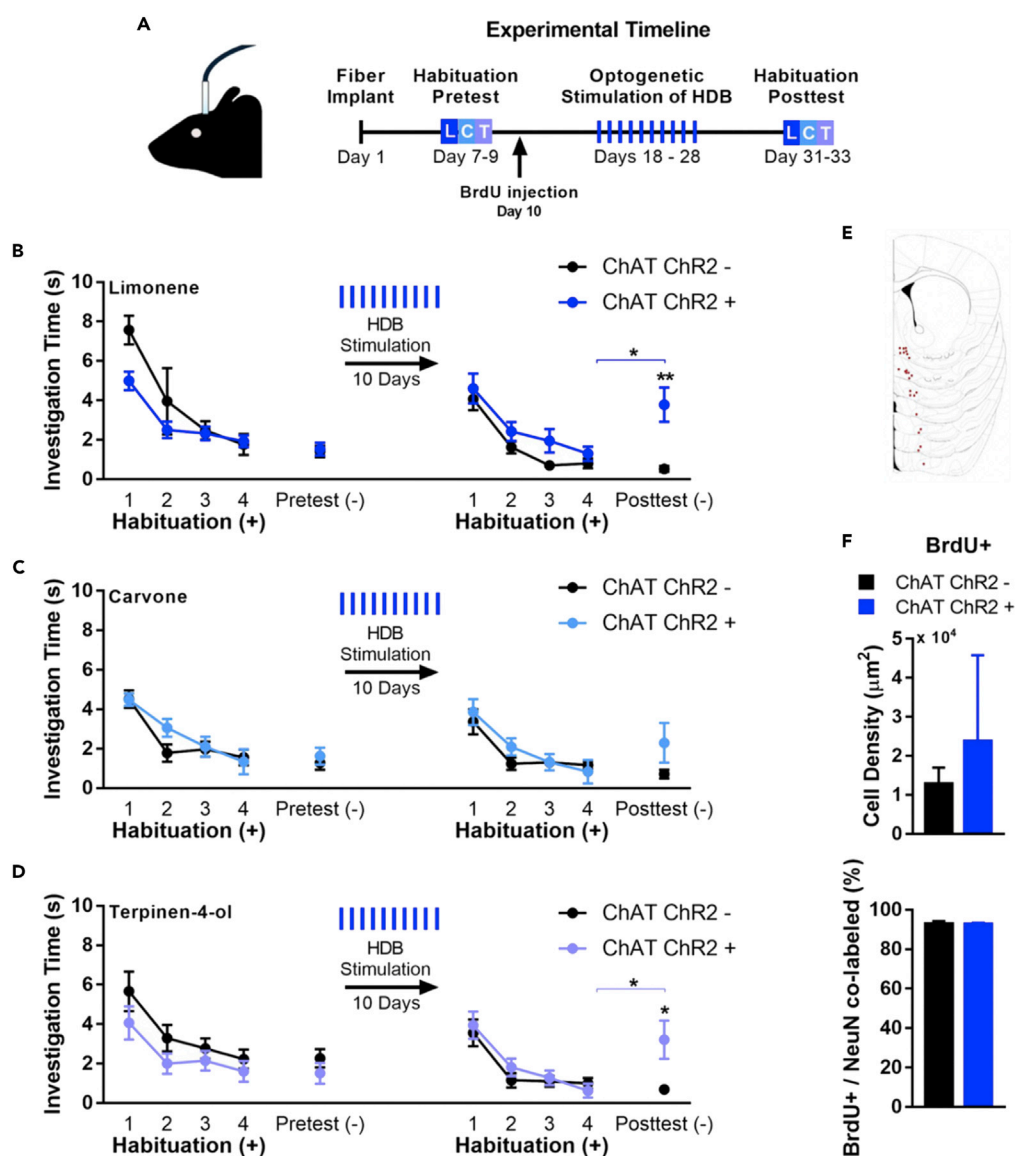 A
Experimental Timeline
Fiber
Implant
Habituation
Pretest
Optogenetic
Stimulation of HDB
Habituation
Posttest
L C T
L C T
Day 1
Day 7-9
Days 18 - 28
Day 31-33
BrdU injection
Day 10
B
Investigation Time (s)
10
8
6
4
2
0
Limonene
HDB
Stimulation
10 Days
ChAT ChR2 -
ChAT ChR2 +
*
**
1 2 3 4 Pretest (-)
Habituation (+)
1 2 3 4 Posttest (-)
Habituation (+)
C
Investigation Time (s)
10
8
6
4
2
0
Carvone
HDB
Stimulation
10 Days
ChAT ChR2 -
ChAT ChR2 +
1 2 3 4 Pretest (-)
Habituation (+)
1 2 3 4 Posttest (-)
Habituation (+)
D
Investigation Time (s)
10
8
6
4
2
0
Terpinen-4-ol
HDB
Stimulation
10 Days
ChAT ChR2 -
ChAT ChR2 +
*
*
1 2 3 4 Pretest (-)
Habituation (+)
1 2 3 4 Posttest (-)
Habituation (+)
E
F
BrdU+
ChAT ChR2 -
ChAT ChR2 +
x 10⁴
Cell Density (μm²)
5
4
3
2
1
0
BrdU+ / NeuN co-labeled (%)
100
80
60
40
20
0